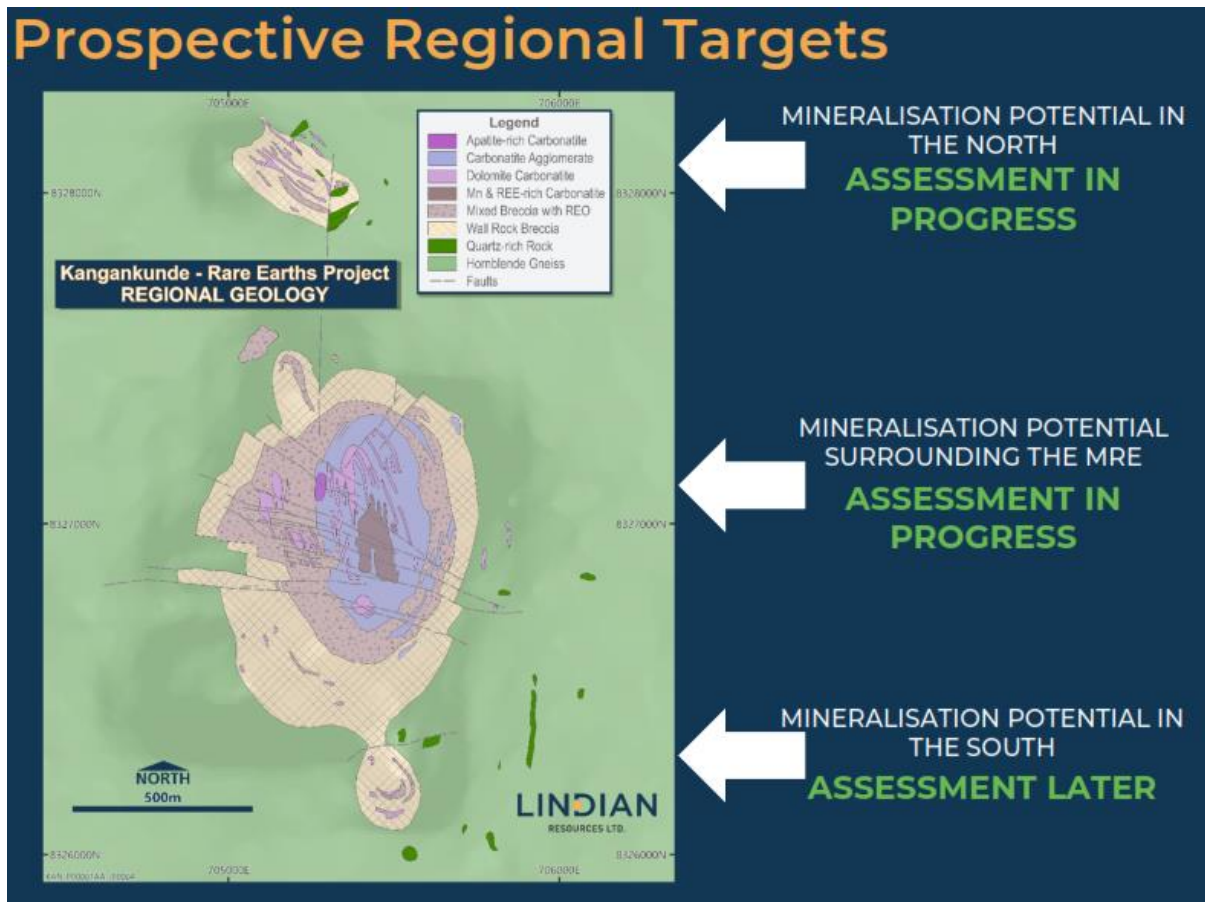 Prospective Regional Targets
705000E
706000E
Legend
Apatite-rich Carbonatite
Carbonatite Agglomerate
Dolomite Carbonatite
Mn & REE-rich Carbonatite
Mixed Breccia with REO
Wall Rock Breccia
Quartz-rich Rock
Hornblende Gneiss
Faults
8328000N
8328000N
Kangankunde - Rare Earths Project
REGIONAL GEOLOGY
8327000N
8327000N
NORTH
500m
LINDIAN
RESOURCES LTD.
8326000N
8326000N
705000E
706000E
MINERALISATION POTENTIAL IN
THE NORTH
ASSESSMENT IN
PROGRESS
MINERALISATION POTENTIAL
SURROUNDING THE MRE
ASSESSMENT IN
PROGRESS
MINERALISATION POTENTIAL IN
THE SOUTH
ASSESSMENT LATER